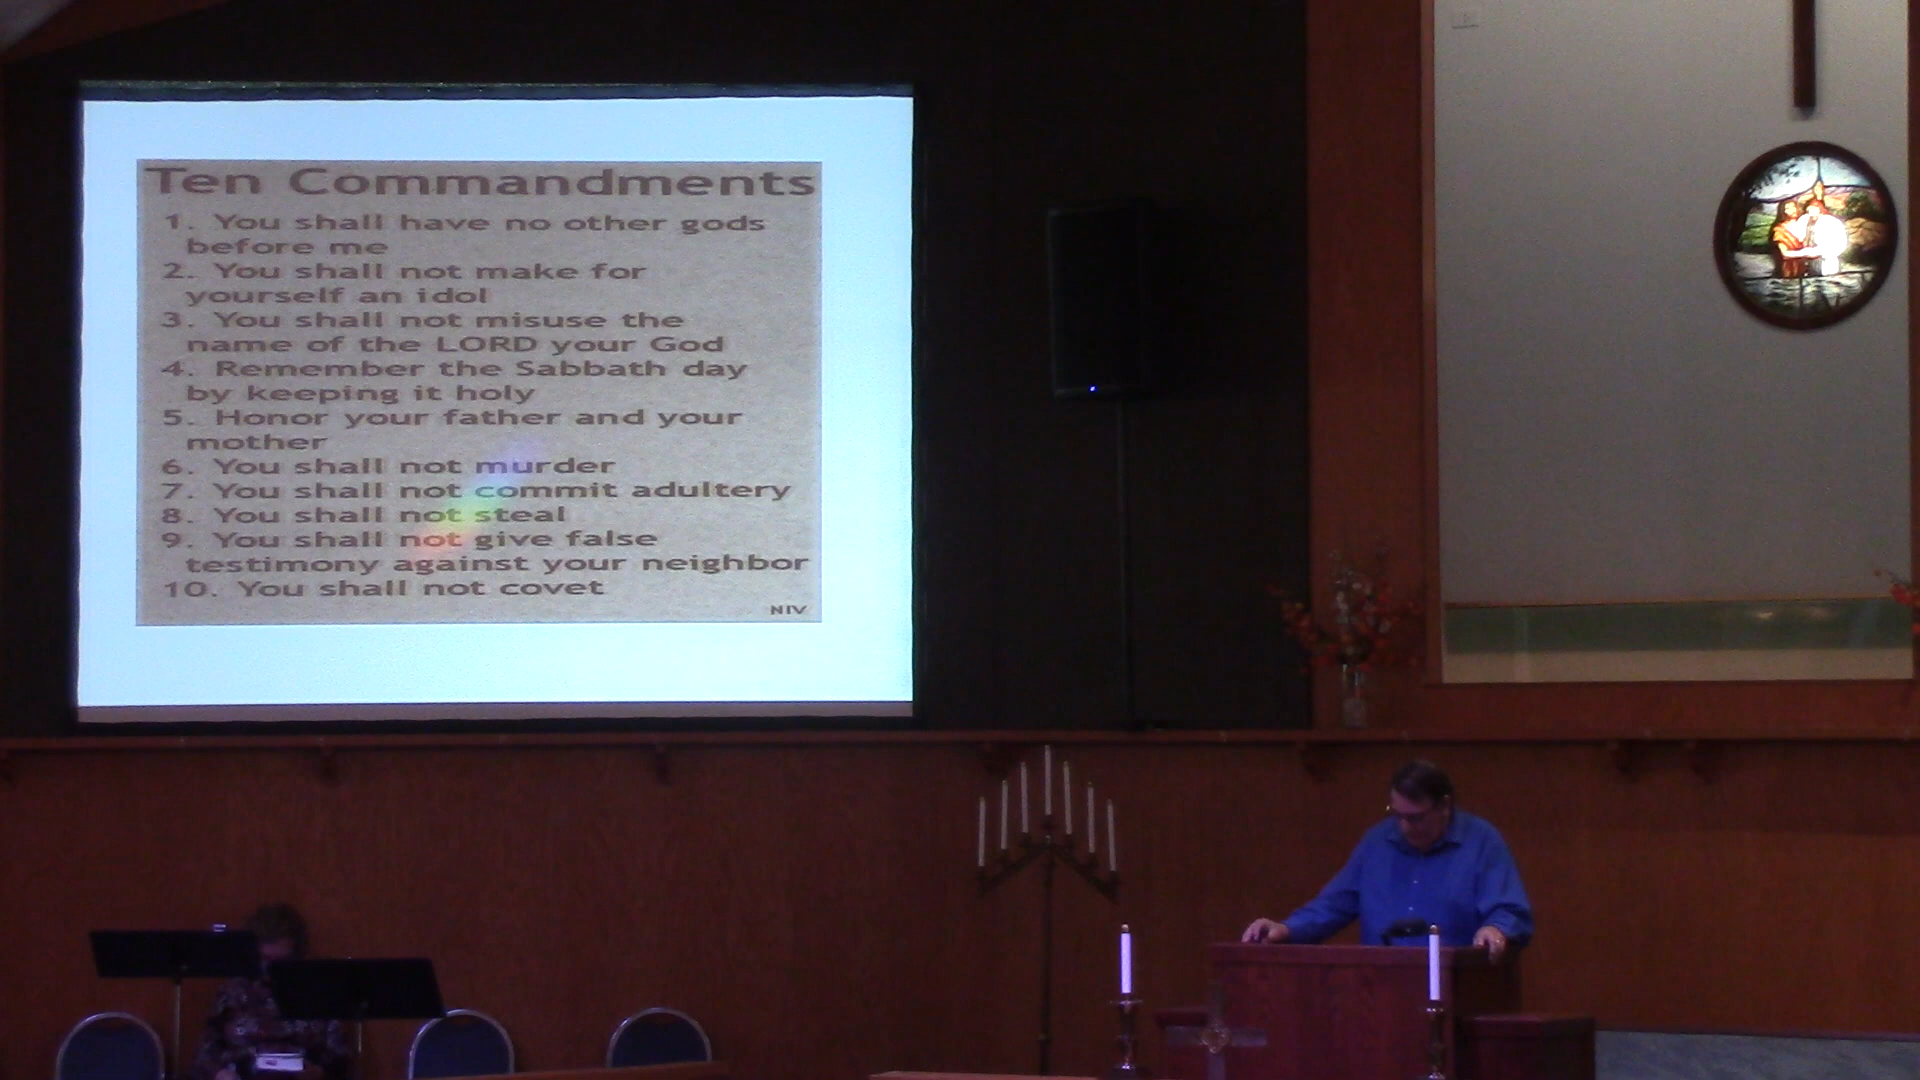 Ten Commandments
1. You shall have no other gods
before me
2. You shall not make for
yourself an idol
3. You shall not misuse the
name of the LORD your God
4. Remember the Sabbath day
by keeping it holy
5. Honor your father and your
mother
6. You shall not murder
7. You shall not commit adultery
8. You shall not steal
9. You shall not give false
testimony against your neighbor
10. You shall not covet
NIV